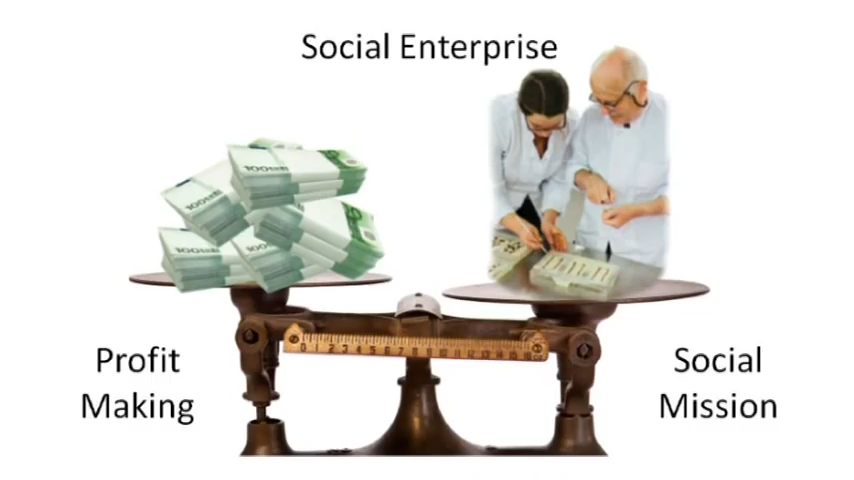 Social Enterprise
Profit
Making
Social
Mission